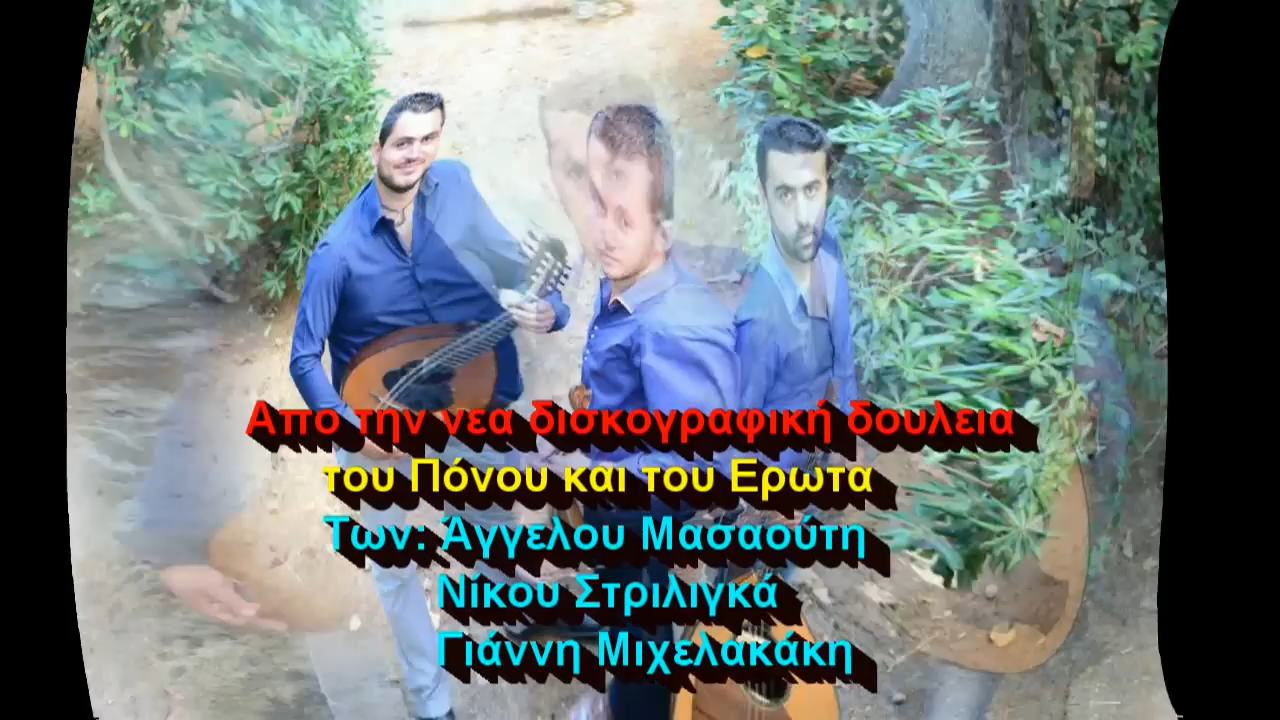 Απο την νεα δισκογραφική δουλεια
του Πόνου και του Ερωτα
Των: Άγγελου Μασαούτη
Νίκου Στριλιγκά
Γιάννη Μιχελακάκη